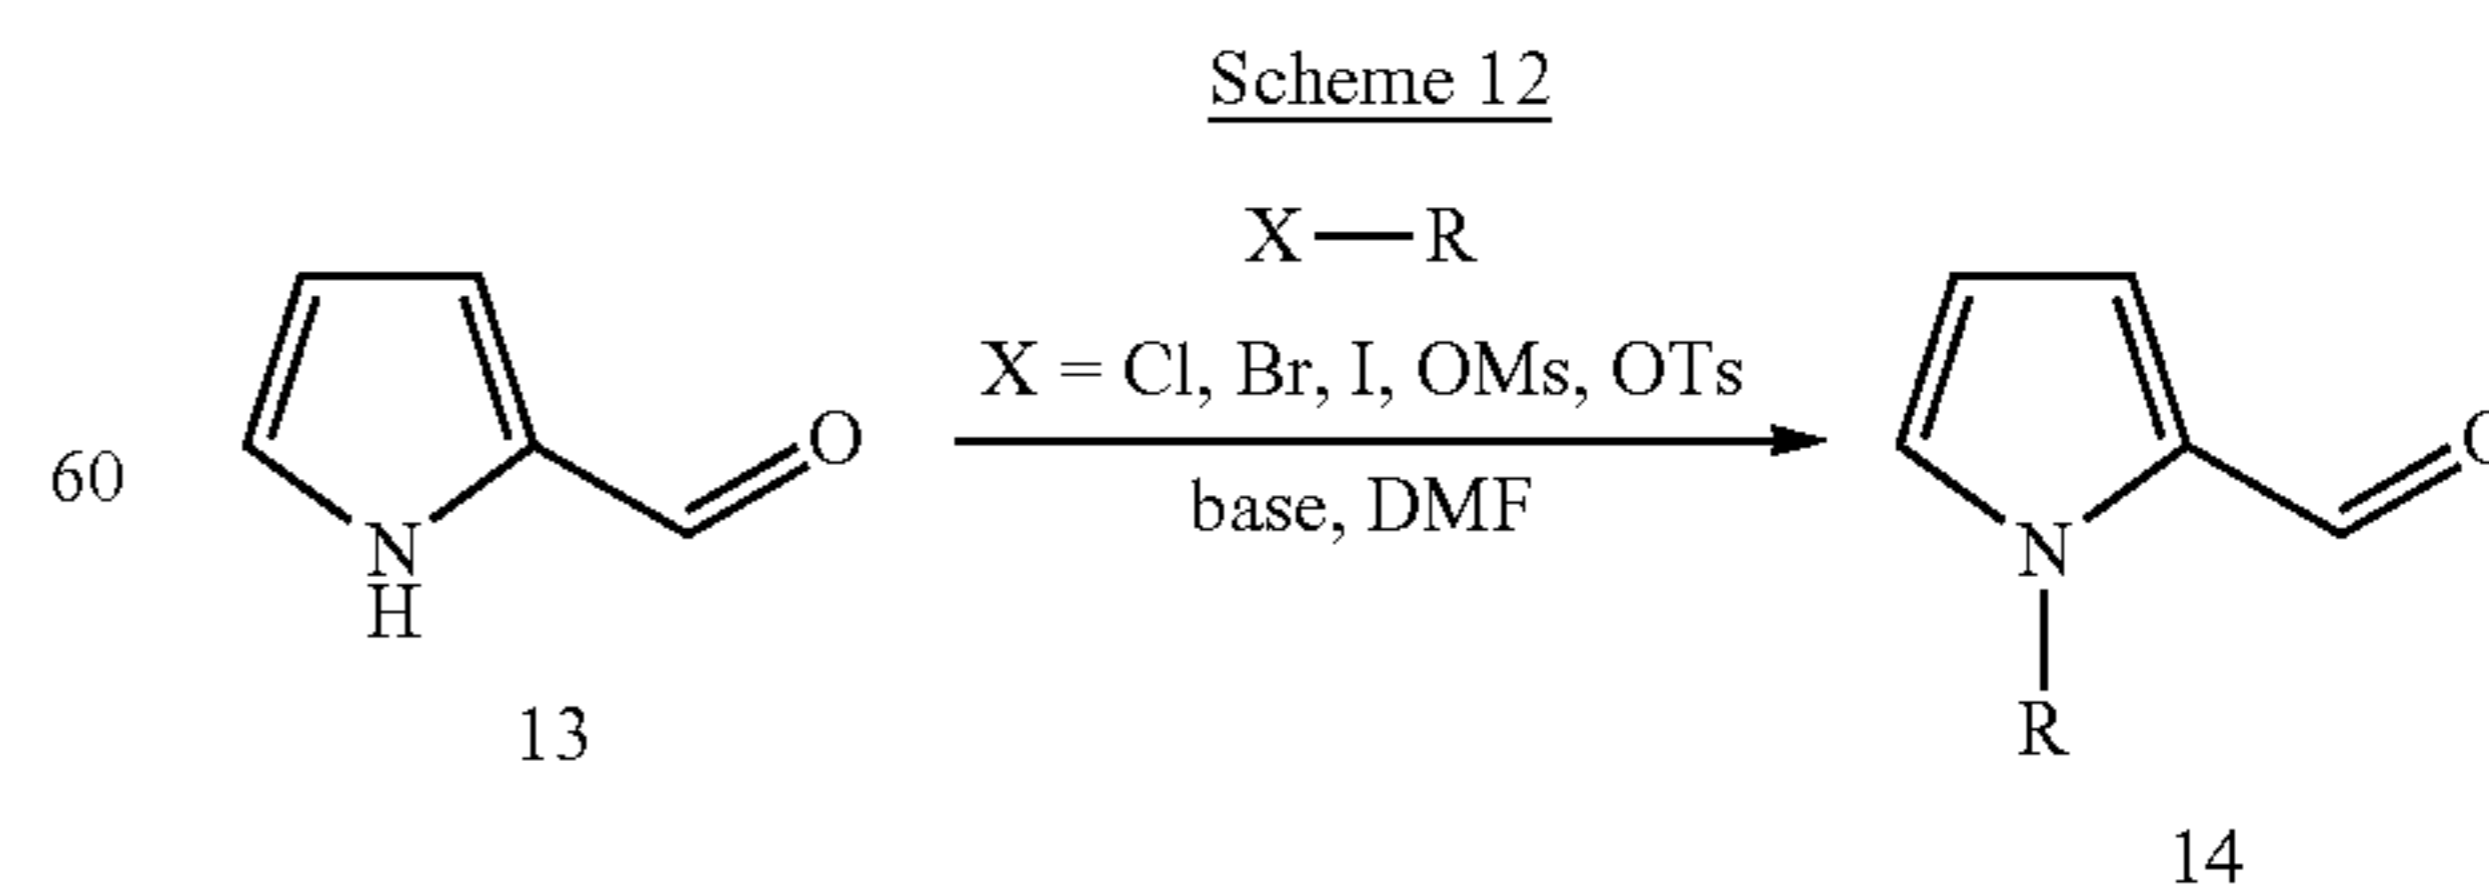 Scheme 12
X—R
X = Cl, Br, I, OMs, OTs
60
O
base, DMF
N
H
13
O
N
R
14